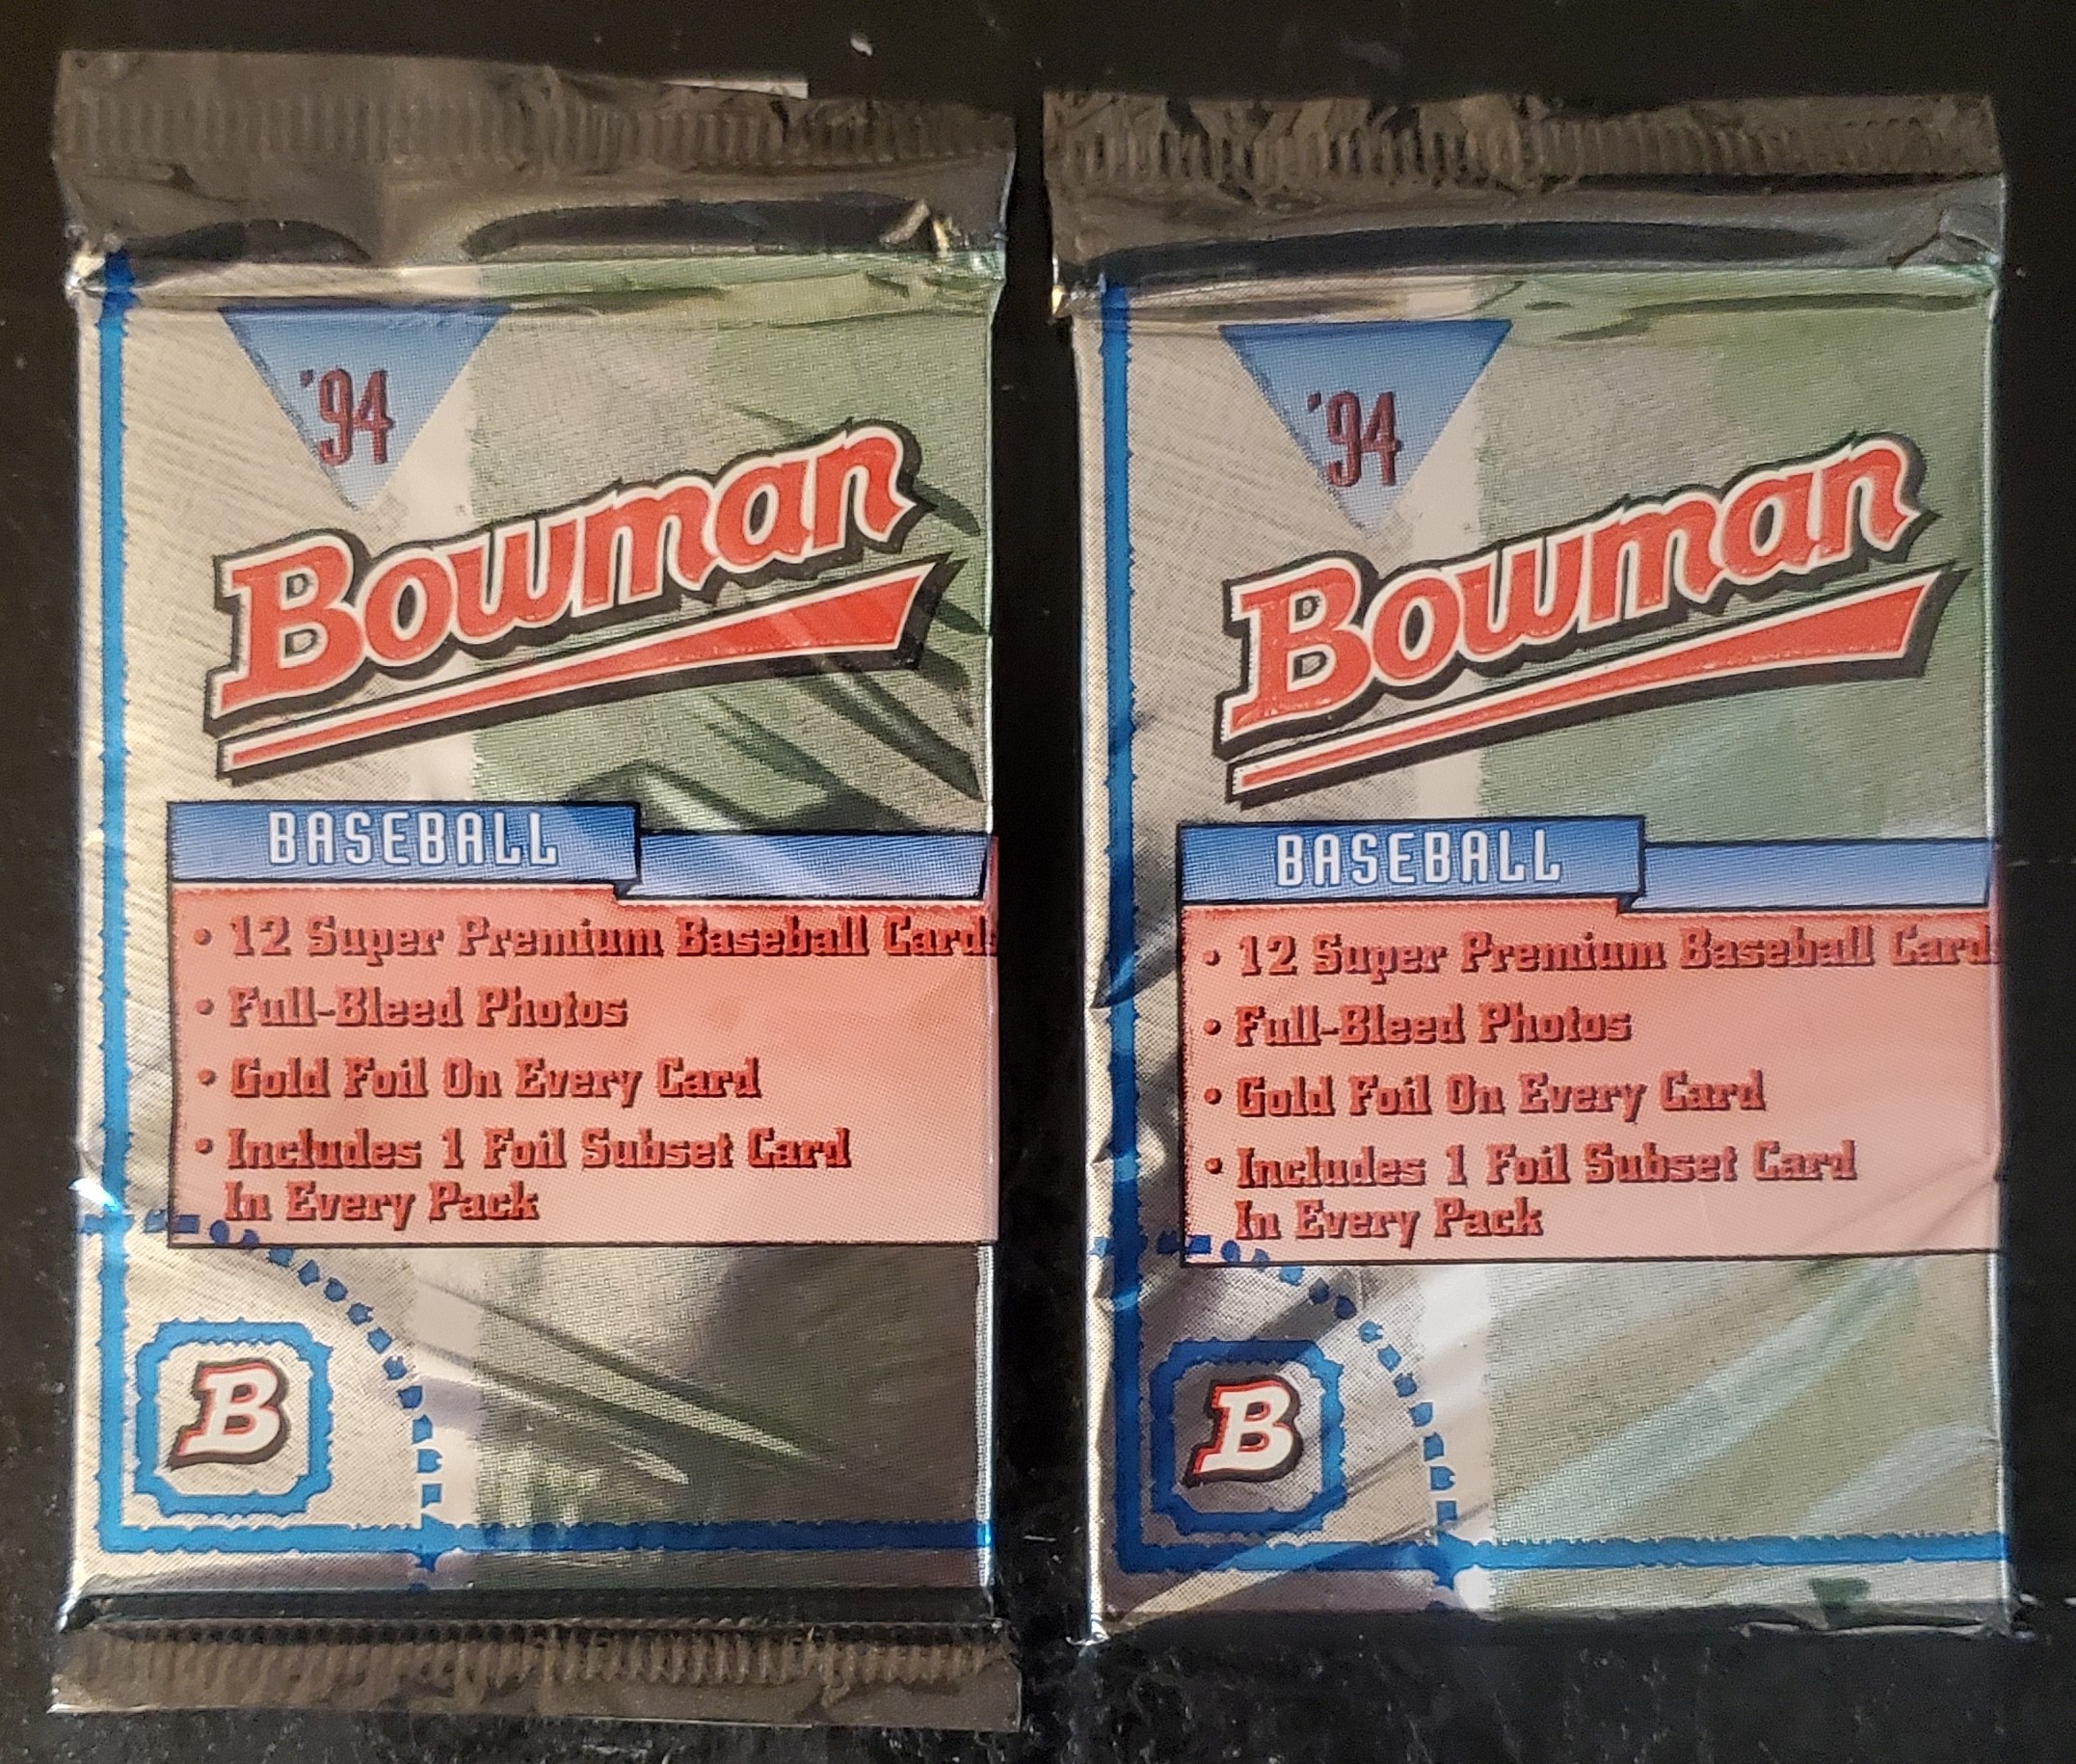 '94
Bowman
BASEBALL
• 12 Super Premium Baseball Cards
• Full-Bleed Photos
• Gold Foil On Every Card
• Includes 1 Foil Subset Card
In Every Pack
B
'94
Bowman
BASEBALL
• 12 Super Premium Baseball Card
• Full-Bleed Photos
• Gold Foil On Every Card
• Includes 1 Foil Subset Card
In Every Pack
B